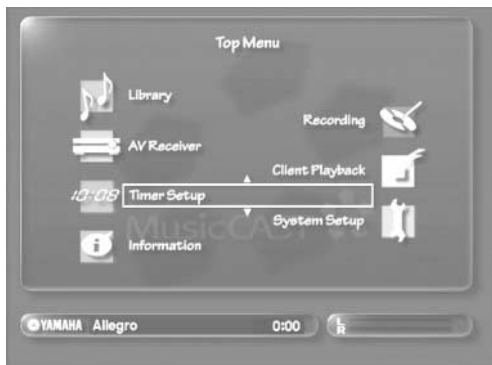 Top Menu
Library
Recording
AV Receiver
Client Playback
10:08 Timer Setup
System Setup
MusicCAST
i Information
YAMAHA Allegro 0:00 L
R